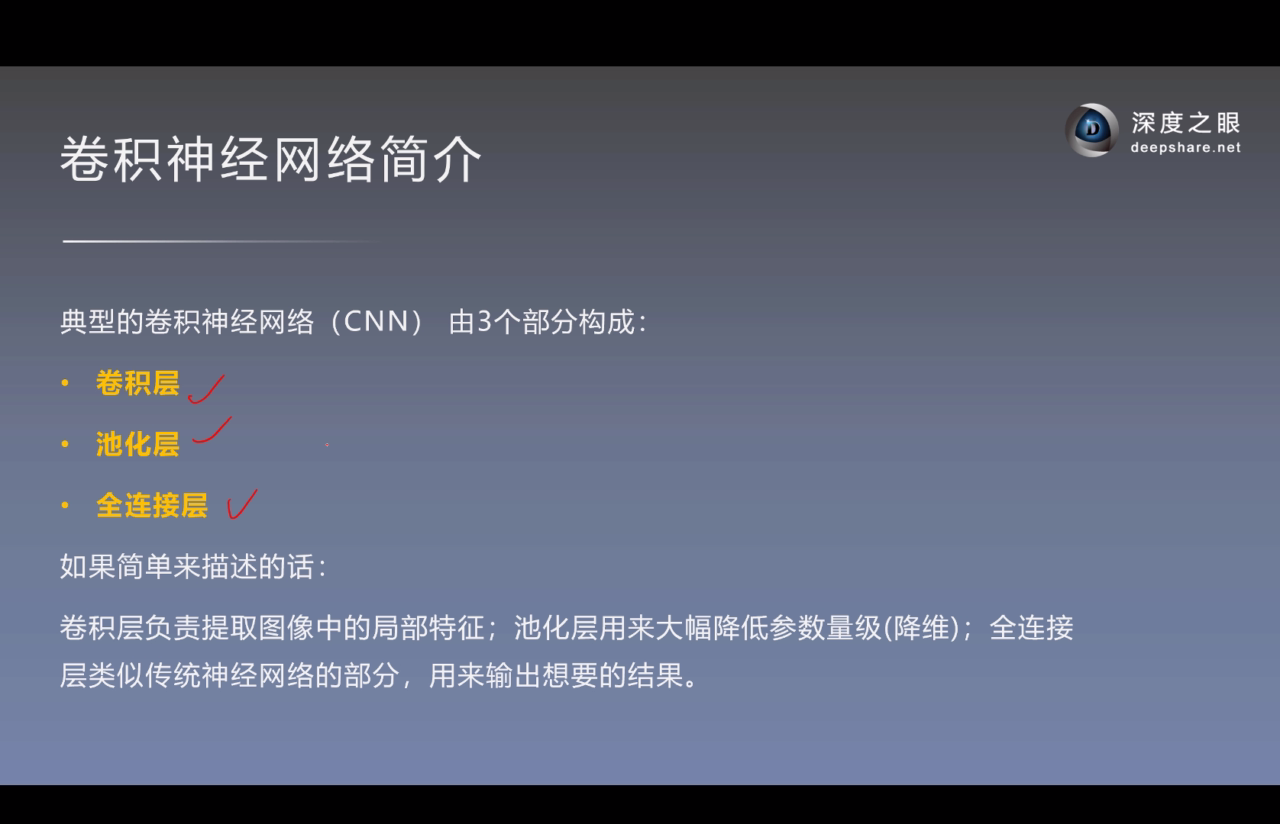 深度之眼
deepshare.net
卷积神经网络简介
典型的卷积神经网络（CNN） 由3个部分构成：
• 卷积层
• 池化层
• 全连接层
如果简单来描述的话：
卷积层负责提取图像中的局部特征；池化层用来大幅降低参数量级(降维)；全连接
层类似传统神经网络的部分，用来输出想要的结果。